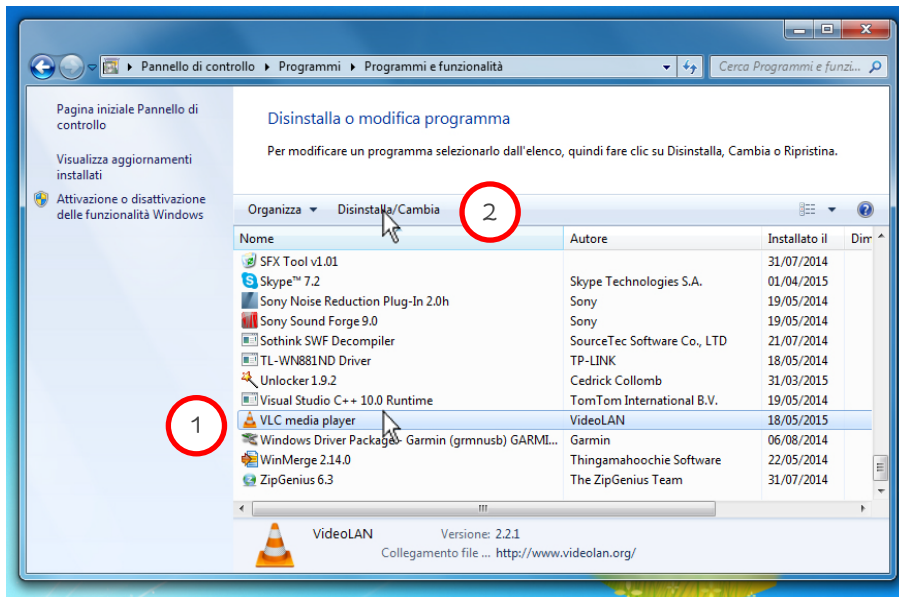 Pannello di controllo Programmi Programmi e funzionalità Cerca Programmi e funzi...
Pagina iniziale Pannello di
controllo
Visualizza aggiornamenti
installati
Attivazione o disattivazione
delle funzionalità Windows
Disinstalla o modifica programma
Per modificare un programma selezionarlo dall'elenco, quindi fare clic su Disinstalla, Cambia o Ripristina.
Organizza Disinstalla/Cambia 2
Nome Autore Installato il Dim
SFX Tool v1.01 31/07/2014
Skype™ 7.2 Skype Technologies S.A. 01/04/2015
Sony Noise Reduction Plug-In 2.0h Sony 19/05/2014
Sony Sound Forge 9.0 Sony 19/05/2014
Sothink SWF Decompiler SourceTec Software Co., LTD 21/07/2014
TL-WN881ND Driver TP-LINK 18/05/2014
Unlocker 1.9.2 Cedrick Collomb 31/03/2015
Visual Studio C++ 10.0 Runtime TomTom International B.V. 19/05/2014
1 VLC media player VideoLAN 18/05/2015
Windows Driver Package - Garmin (grmnusb) GARMI... Garmin 06/08/2014
WinMerge 2.14.0 Thingamahoochie Software 22/05/2014
ZipGenius 6.3 The ZipGenius Team 31/07/2014
VideoLAN Versione: 2.2.1
Collegamento file ... http://www.videolan.org/